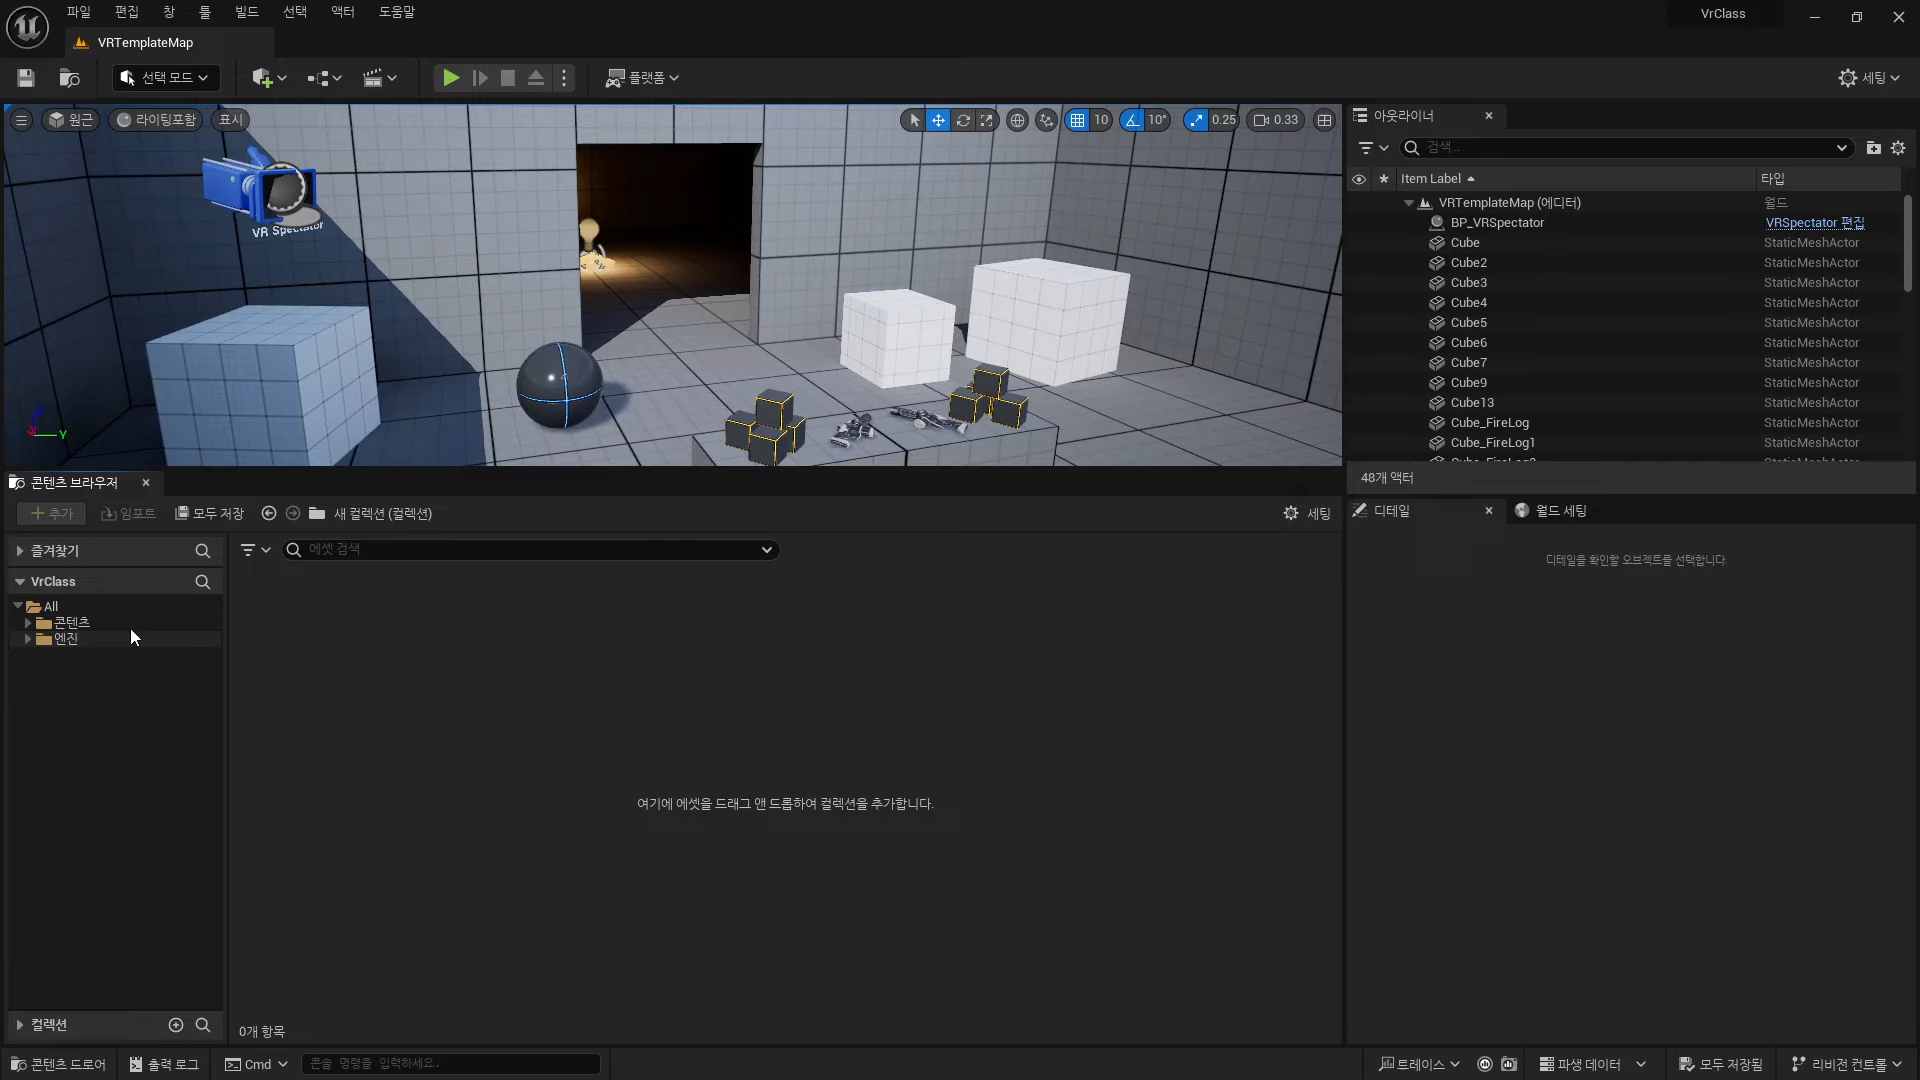 파일 편집 창 툴 빌드 선택 액터 도움말
VrClass
VRTemplateMap
선택 모드
플랫폼
세팅
원근 라이팅포함 표시
10 10° 0.25 0.33
VR Spectator
아웃라이너
검색...
Item Label 타입
VRTemplateMap (에디터) 월드
BP_VRSpectator VRSpectator 편집
Cube StaticMeshActor
Cube2 StaticMeshActor
Cube3 StaticMeshActor
Cube4 StaticMeshActor
Cube5 StaticMeshActor
Cube6 StaticMeshActor
Cube7 StaticMeshActor
Cube9 StaticMeshActor
Cube13 StaticMeshActor
Cube_FireLog StaticMeshActor
Cube_FireLog1 StaticMeshActor
48개 액터
콘텐츠 브라우저
추가 임포트 모두 저장 새 컬렉션 (컬렉션) 세팅
즐겨찾기
에셋 검색
VrClass
All
콘텐츠
엔진
여기에 에셋을 드래그 앤 드롭하여 컬렉션을 추가합니다.
컬렉션
0개 항목
디테일 월드 세팅
디테일을 확인할 오브젝트를 선택합니다.
콘텐츠 드로어 출력 로그 Cmd 콘솔 명령을 입력하세요..
트레이스 파생 데이터 모두 저장됨 리비전 컨트롤